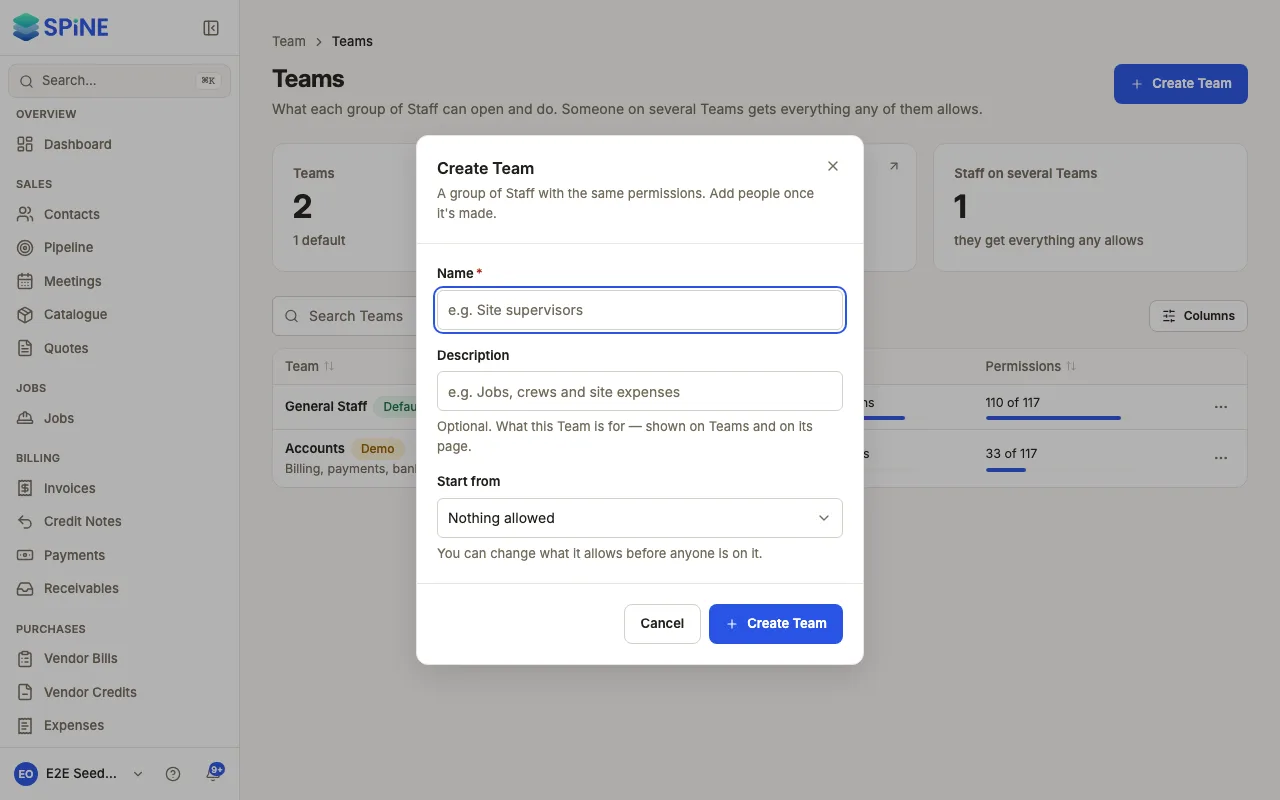 SPiNE
Search...
⌘K
OVERVIEW
Dashboard
SALES
Contacts
Pipeline
Meetings
Catalogue
Quotes
JOBS
Jobs
BILLING
Invoices
Credit Notes
Payments
Receivables
PURCHASES
Vendor Bills
Vendor Credits
Expenses
EO
E2E Seed...
9+
Team > Teams
Teams
What each group of Staff can open and do. Someone on several Teams gets everything any of them allows.
+ Create Team
Teams
2
1 default
Staff on several Teams
1
they get everything any allows
Search Teams
Columns
Team
Permissions
General Staff
110 of 117
Accounts Demo
Billing, payments,
33 of 117
Create Team
A group of Staff with the same permissions. Add people once
it's made.
Name *
e.g. Site supervisors
Description
e.g. Jobs, crews and site expenses
Optional. What this Team is for — shown on Teams and on its
page.
Start from
Nothing allowed
You can change what it allows before anyone is on it.
Cancel
+ Create Team